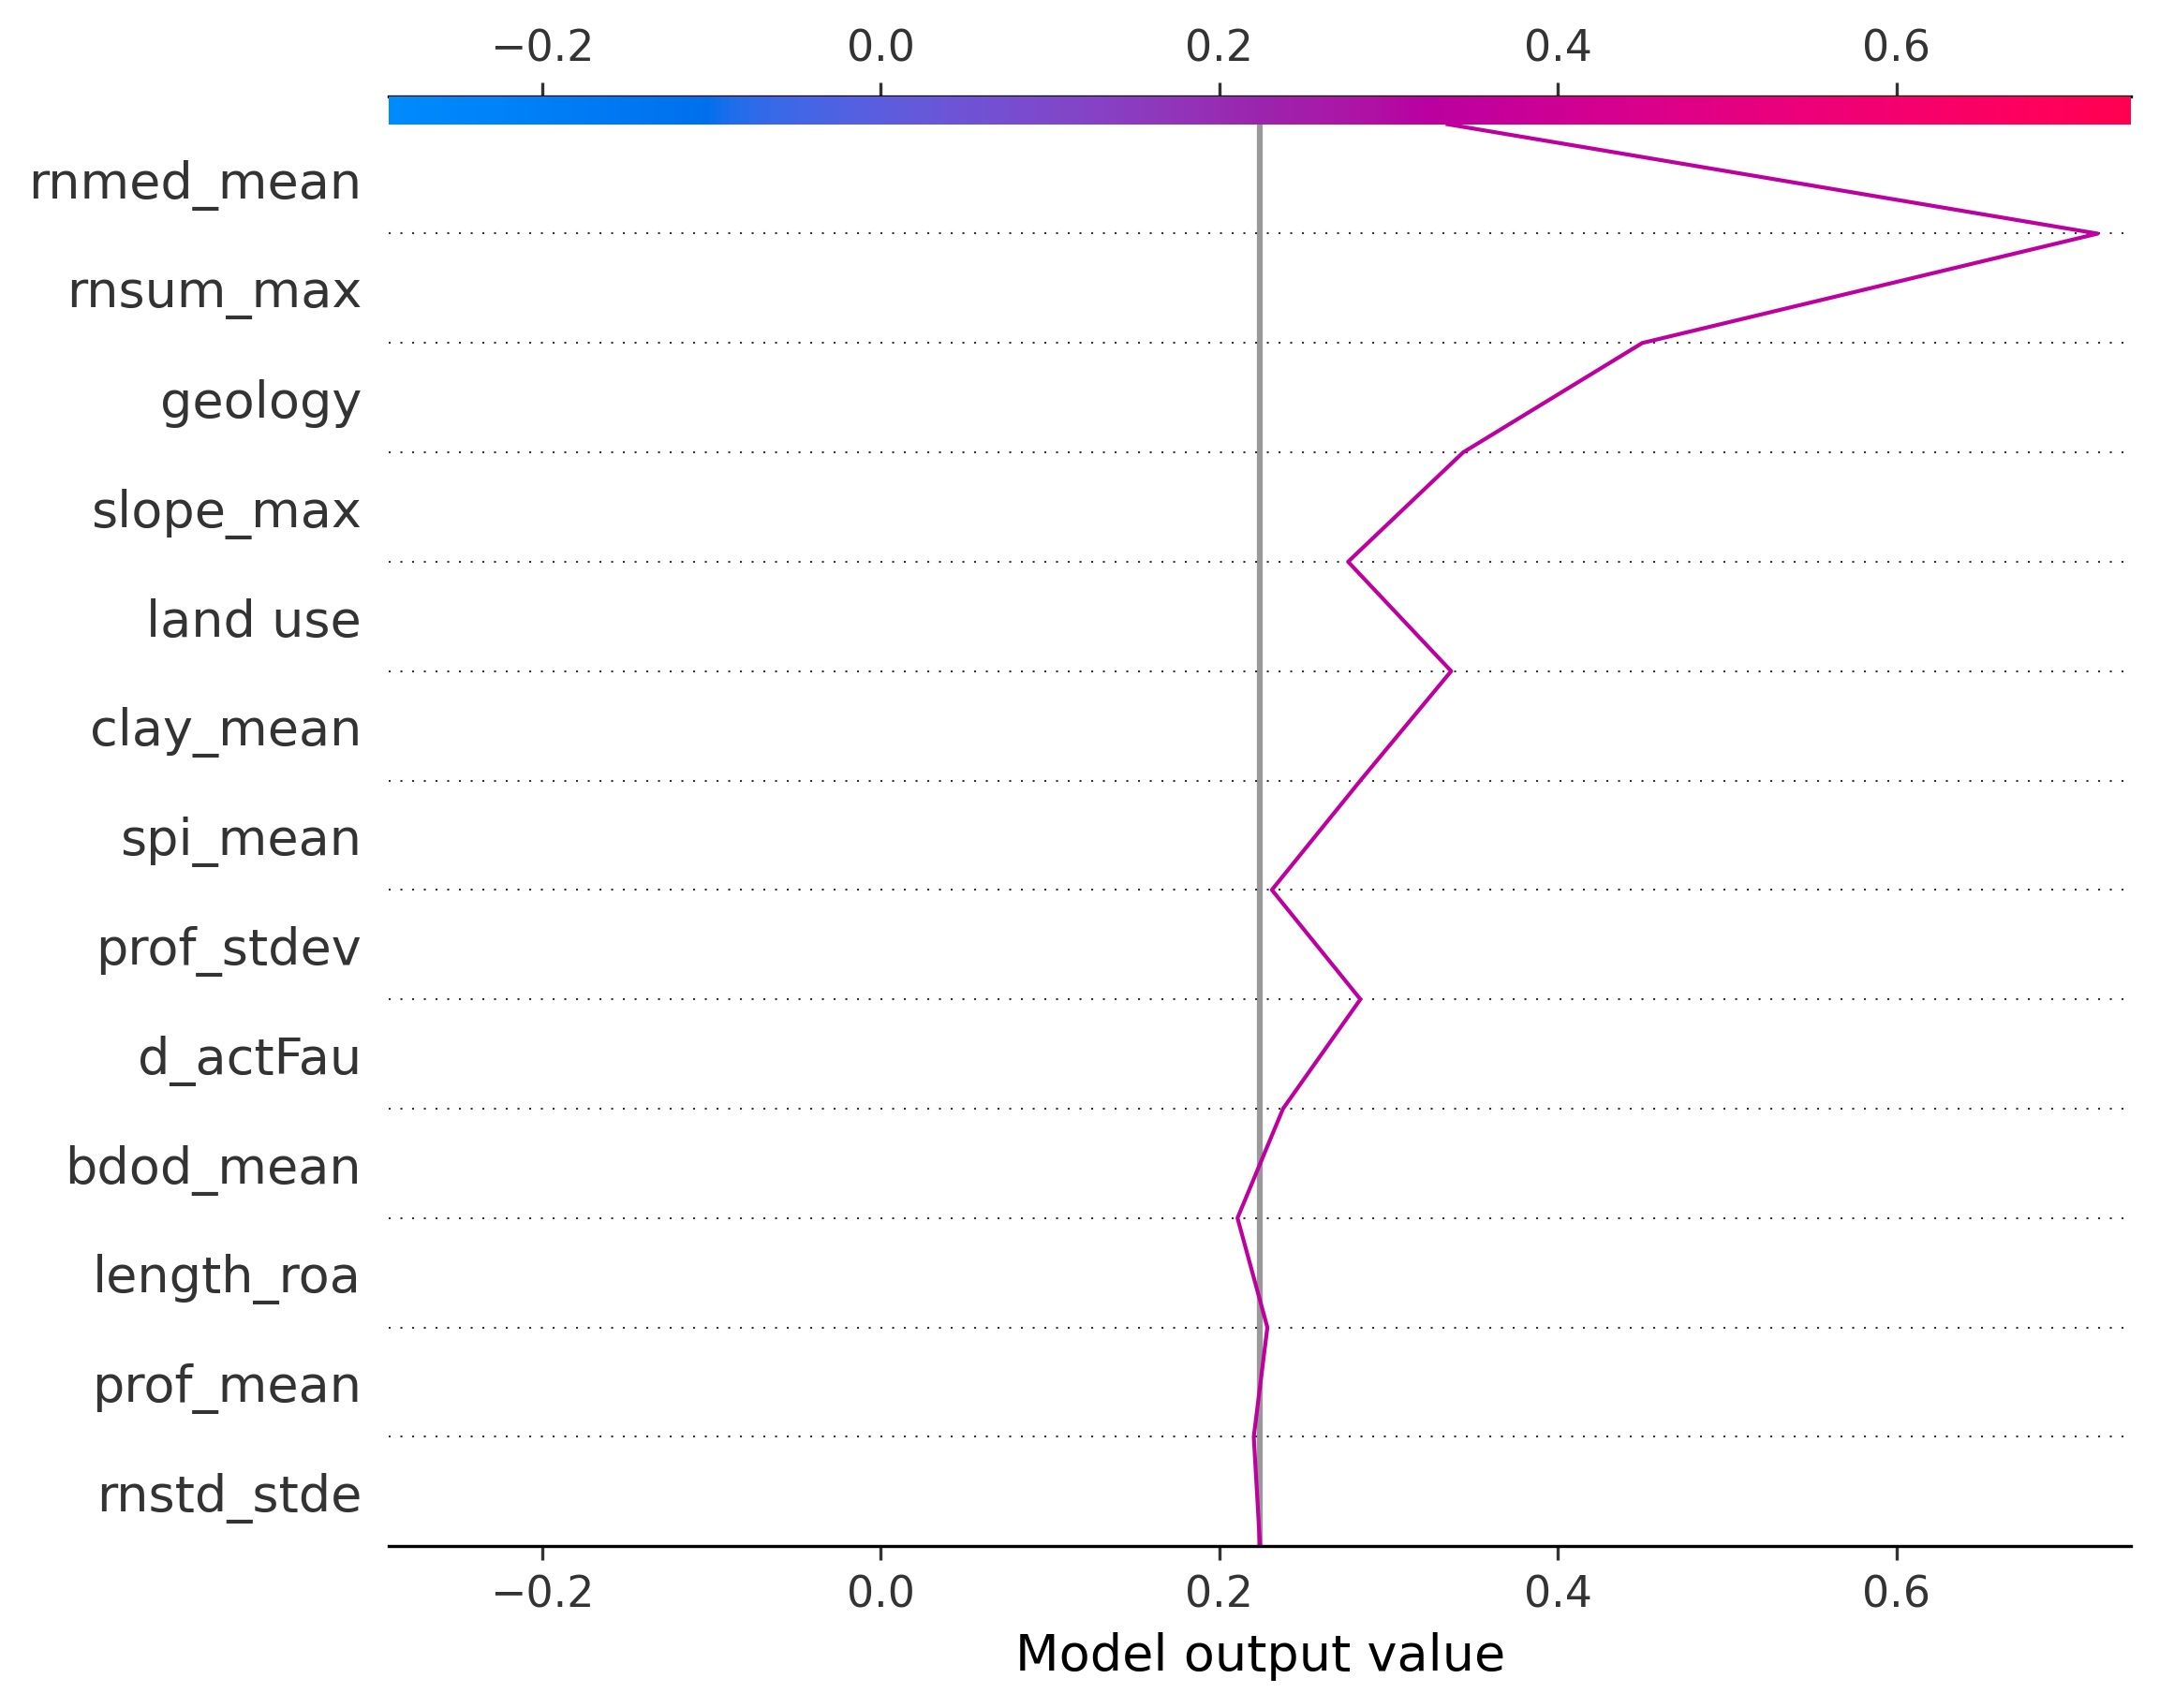 −0.2 0.0 0.2 0.4 0.6
rnmed_mean
rnsum_max
geology
slope_max
land use
clay_mean
spi_mean
prof_stdev
d_actFau
bdod_mean
length_roa
prof_mean
rnstd_stde
−0.2 0.0 0.2 0.4 0.6
Model output value